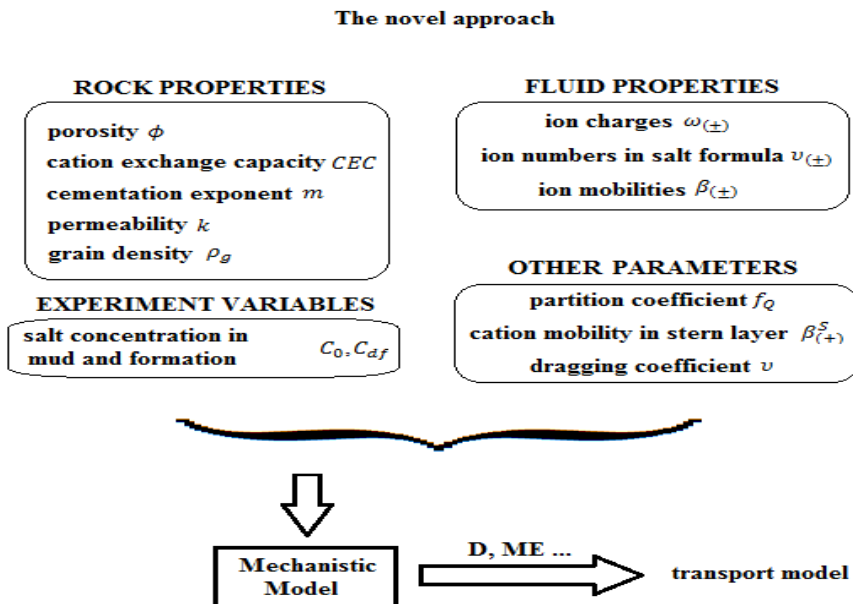 The novel approach
ROCK PROPERTIES
porosity ϕ
cation exchange capacity CEC
cementation exponent m
permeability k
grain density ρg
EXPERIMENT VARIABLES
salt concentration in
mud and formation C0, Cdf
FLUID PROPERTIES
ion charges ω(±)
ion numbers in salt formula υ(±)
ion mobilities β(±)
OTHER PARAMETERS
partition coefficient fQ
cation mobility in stern layer β(+)^S
dragging coefficient υ
Mechanistic
Model
D, ME ...
transport model